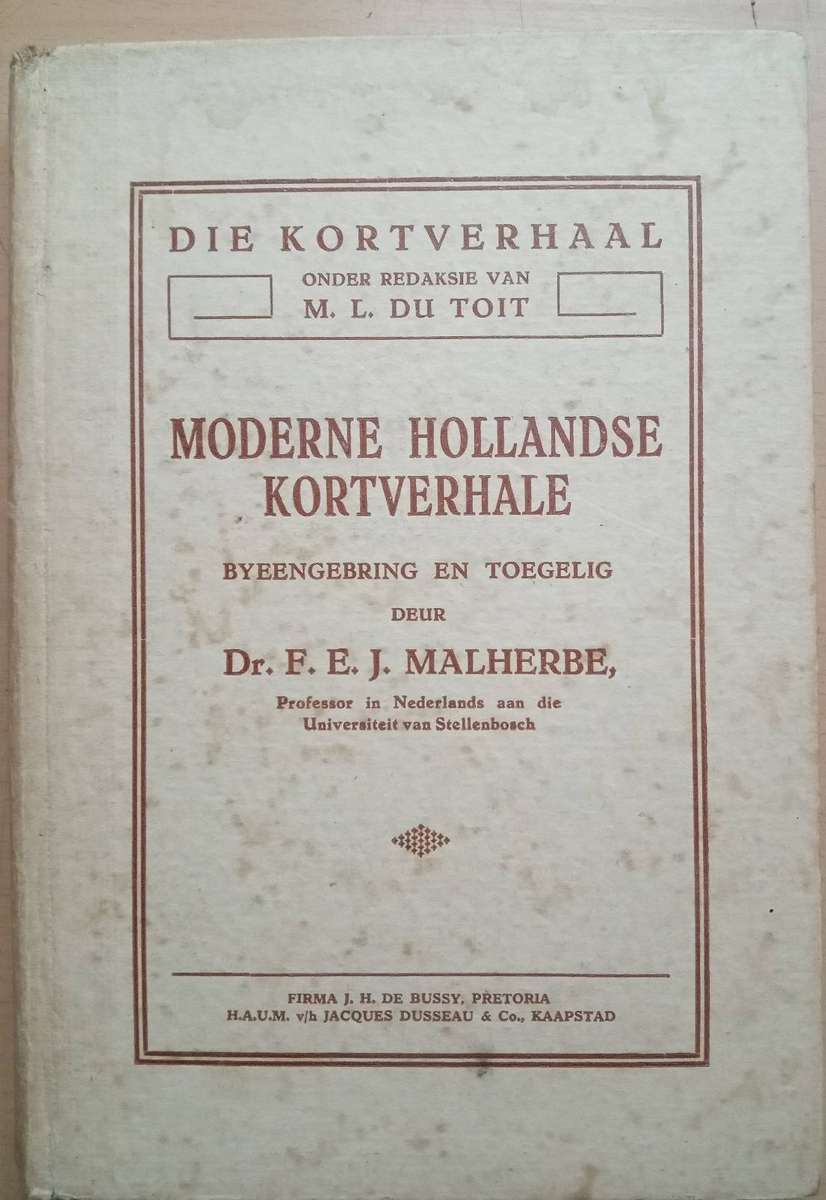 DIE KORTVERHAAL
ONDER REDAKSIE VAN
M. L. DU TOIT
MODERNE HOLLANDSE
KORTVERHALE
BYEENGEBRING EN TOEGELIG
DEUR
Dr. F. E. J. MALHERBE,
Professor in Nederlands aan die
Universiteit van Stellenbosch
FIRMA J. H. DE BUSSY, PRETORIA
H.A.U.M. v/h JACQUES DUSSEAU & Co., KAAPSTAD